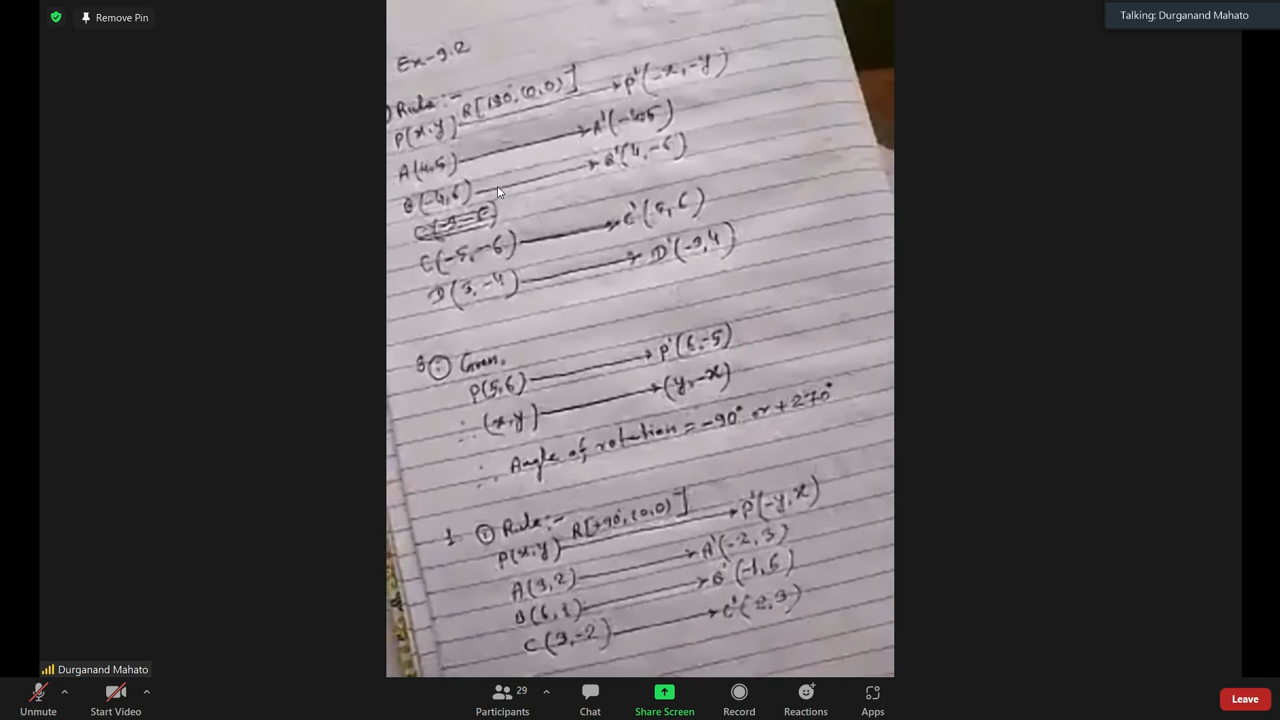 Remove Pin
Talking: Durganand Mahato
Ex-9.2
Rule:-
P(x,y) R[180°,(0,0)] P'(-x,-y)
A(4,5) A'(-4,-5)
B(-4,6) B'(4,-6)
C(-5,-6) C'(5,6)
D(3,-4) D'(-3,4)
Given,
P(5,6) P'(6,-5)
∴ (x,y) (y,-x)
∴ Angle of rotation = -90° or +270°
1 Rule:-
P(x,y) R[+90°,(0,0)] P'(-y,x)
A(3,2) A'(-2,3)
B(6,1) B'(-1,6)
C(3,-2) C'(2,3)
Durganand Mahato
Unmute
Start Video
29
Participants
Chat
Share Screen
Record
Reactions
Apps
Leave